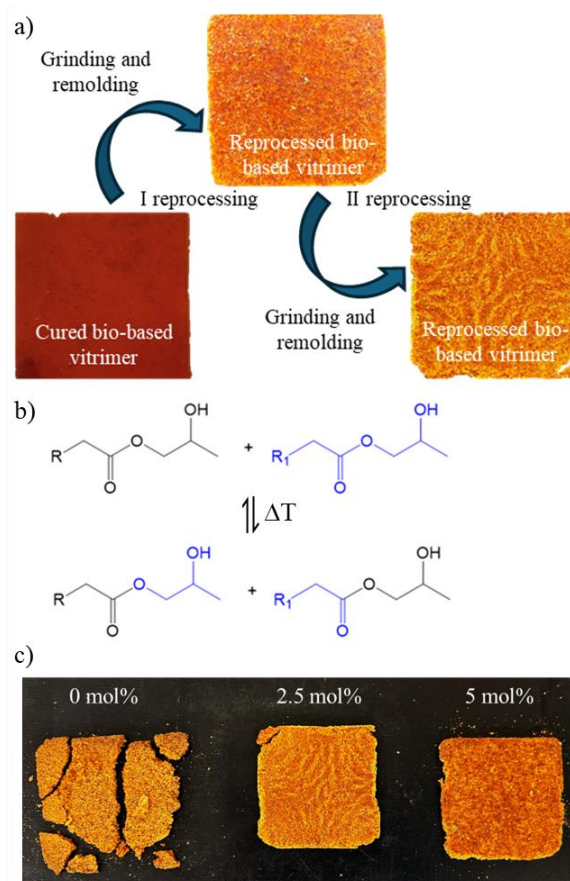 a)
Grinding and
remolding
Reprocessed bio-
based vitrimer
I reprocessing
II reprocessing
Cured bio-based
vitrimer
Grinding and
remolding
Reprocessed bio-
based vitrimer
b)
OH
OH
R
O
+
R1
O
O
O
ΔT
OH
OH
R
O
+
R1
O
O
O
c)
0 mol%
2.5 mol%
5 mol%